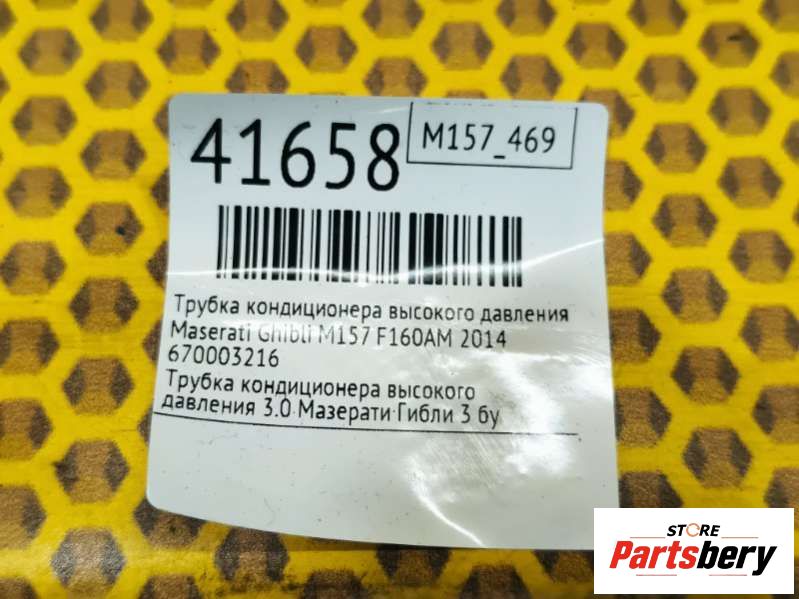 41658
M157_469
Трубка кондиционера высокого давления
Maserati Ghibli M157 F160AM 2014
670003216
Трубка кондиционера высокого
давления 3.0 Мазерати Гибли 3 бу
STORE
Partsbery